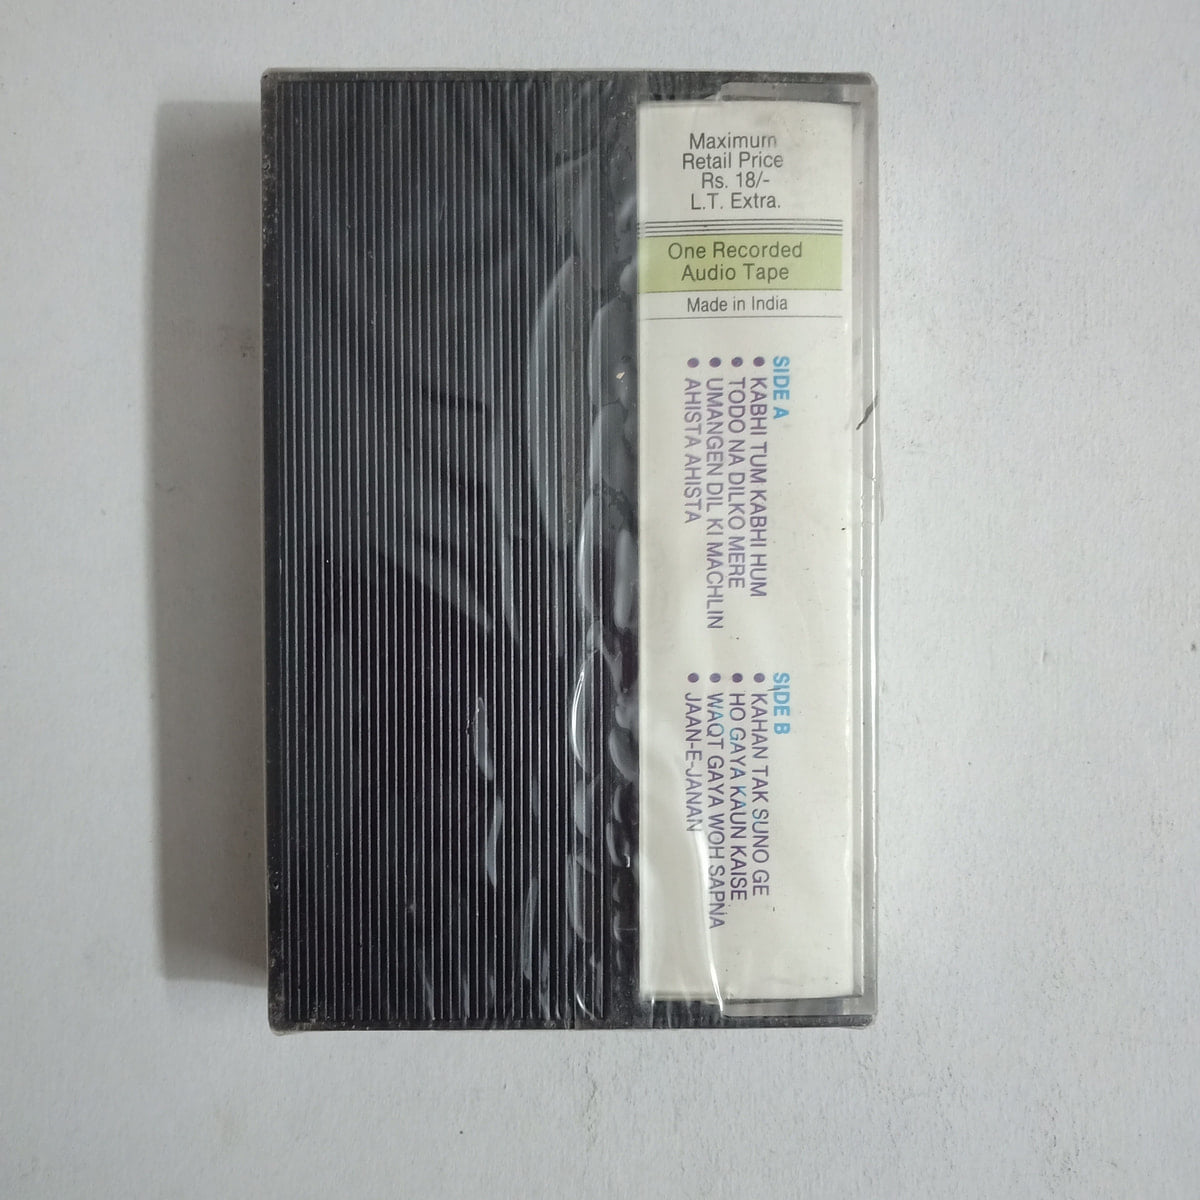 Maximum
Retail Price
Rs. 18/-
L.T. Extra.
One Recorded
Audio Tape
Made in India
SIDE A
• KABHI TUM KABHI HUM
• TODO NA DILKO MERE
• UMANGEN DIL KI MACHLIN
• AHISTA AHISTA
SIDE B
• KAHAN TAK SUNO GE
• HO GAYA KAUN KAISE
• WAQT GAYA WOH SAPNA
• JAAN-E-JANAN